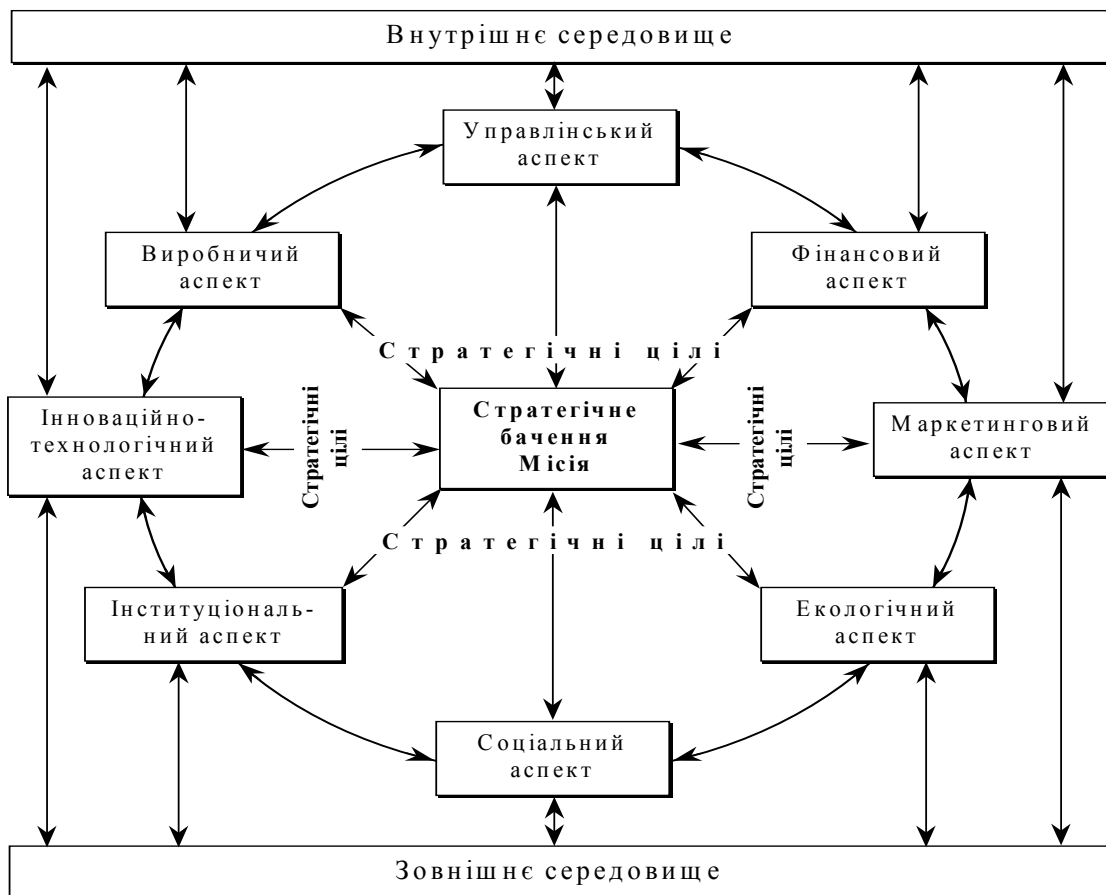 Внутрішнє середовище
Управлінський
аспект
Виробничий
аспект
Фінансовий
аспект
Стратегічні цілі
Інноваційно-
технологічний
аспект
Стратегічні
цілі
Стратегічне
бачення
Місія
Стратегічні
цілі
Маркетинговий
аспект
Стратегічні цілі
Інституціональ-
ний аспект
Екологічний
аспект
Соціальний
аспект
Зовнішнє середовище